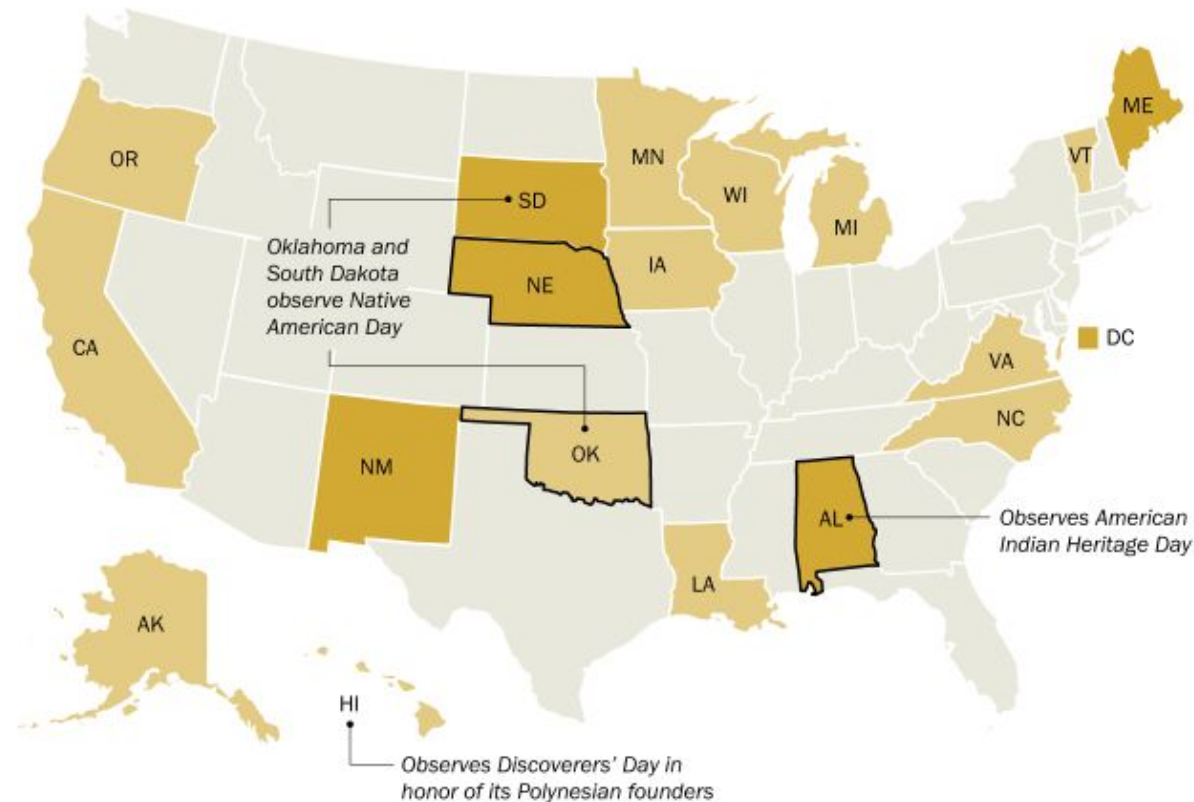 ME
OR
MN
VT
WI
SD
MI
Oklahoma and
South Dakota
observe Native
American Day
IA
NE
DC
CA
VA
NC
NM
OK
AL
Observes American
Indian Heritage Day
LA
AK
HI
Observes Discoverers’ Day in
honor of its Polynesian founders